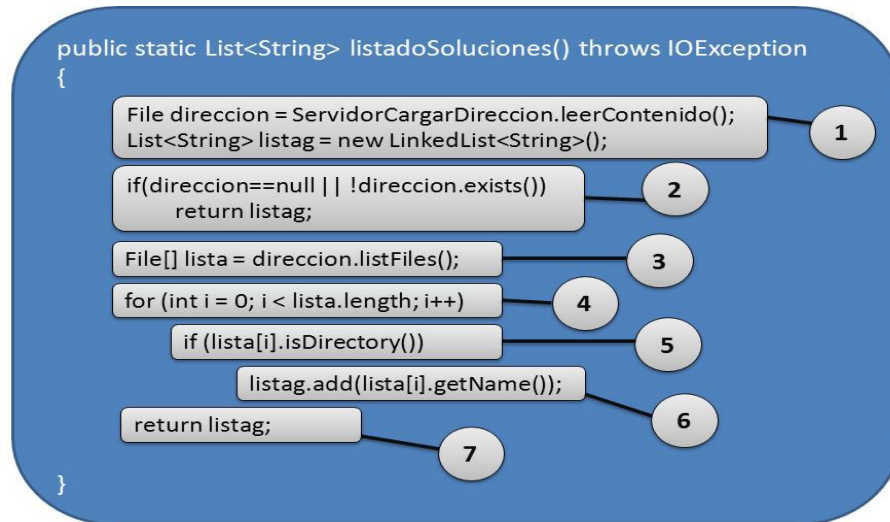 public static List<String> listadoSoluciones() throws IOException
{
File direccion = ServidorCargarDireccion.leerContenido();
List<String> listag = new LinkedList<String>();
1
if(direccion==null || !direccion.exists())
return listag;
2
File[] lista = direccion.listFiles();
3
for (int i = 0; i < lista.length; i++)
4
if (lista[i].isDirectory())
5
listag.add(lista[i].getName());
6
return listag;
7
}